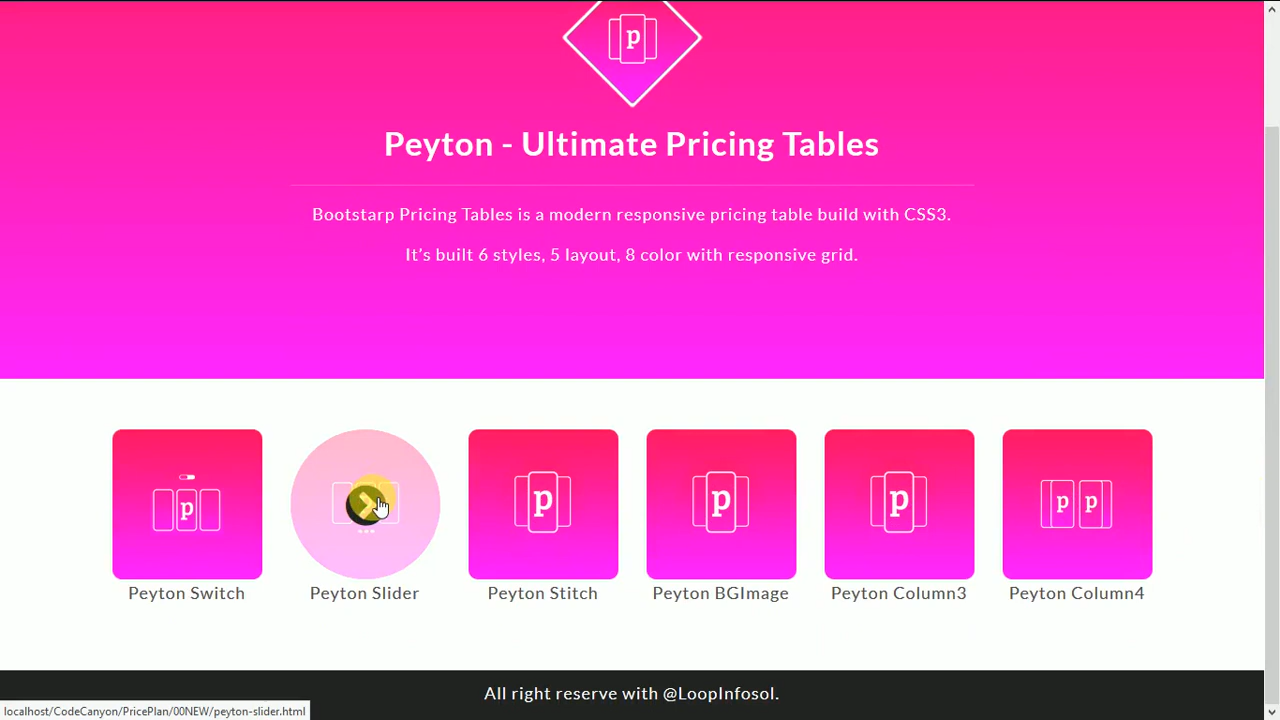 p
Peyton - Ultimate Pricing Tables
Bootstarp Pricing Tables is a modern responsive pricing table build with CSS3.
It's built 6 styles, 5 layout, 8 color with responsive grid.
p
p
p
p
p p
Peyton Switch
Peyton Slider
Peyton Stitch
Peyton BGImage
Peyton Column3
Peyton Column4
All right reserve with @LoopInfosol.
localhost/CodeCanyon/PricePlan/00NEW/peyton-slider.html